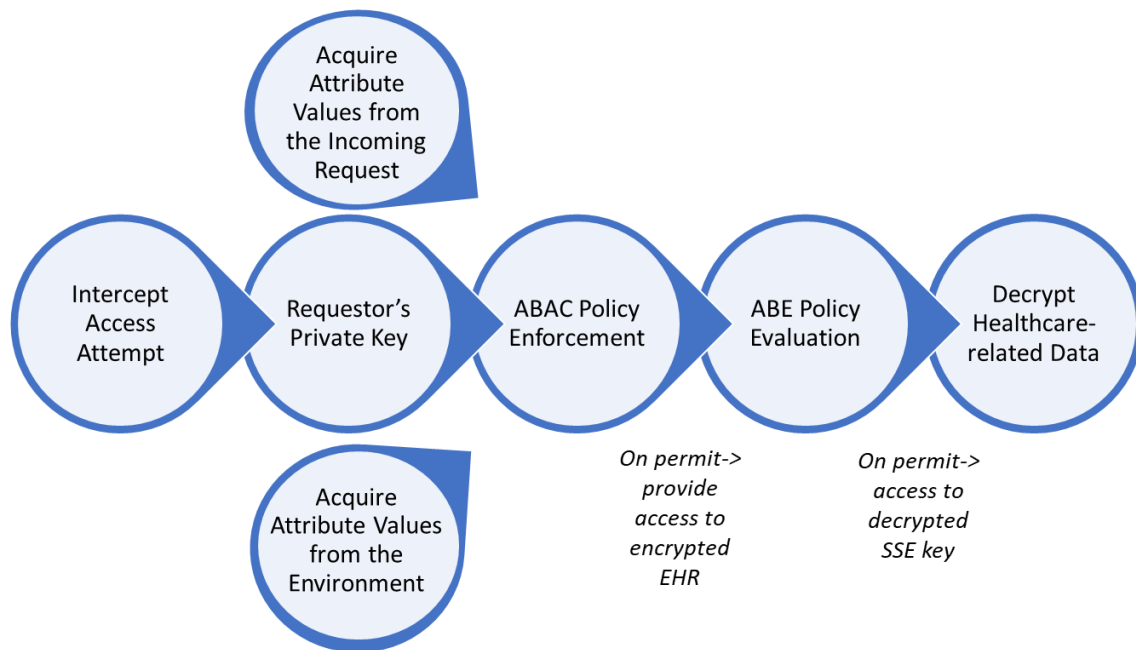 Acquire
Attribute
Values from
the Incoming
Request
Intercept
Access
Attempt
Requestor's
Private Key
ABAC Policy
Enforcement
ABE Policy
Evaluation
Decrypt
Healthcare-
related Data
Acquire
Attribute Values
from the
Environment
On permit->
provide
access to
encrypted
EHR
On permit->
access to
decrypted
SSE key